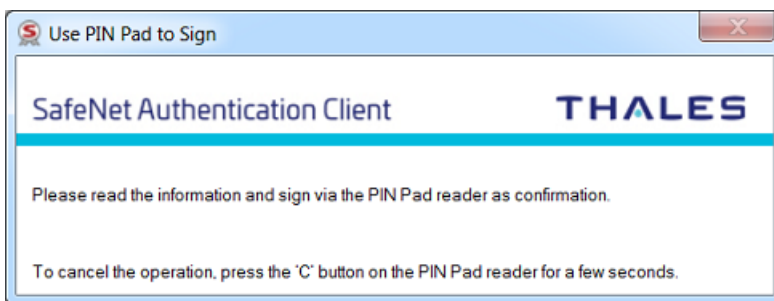 Use PIN Pad to Sign
SafeNet Authentication Client
THALES
Please read the information and sign via the PIN Pad reader as confirmation.
To cancel the operation, press the 'C' button on the PIN Pad reader for a few seconds.